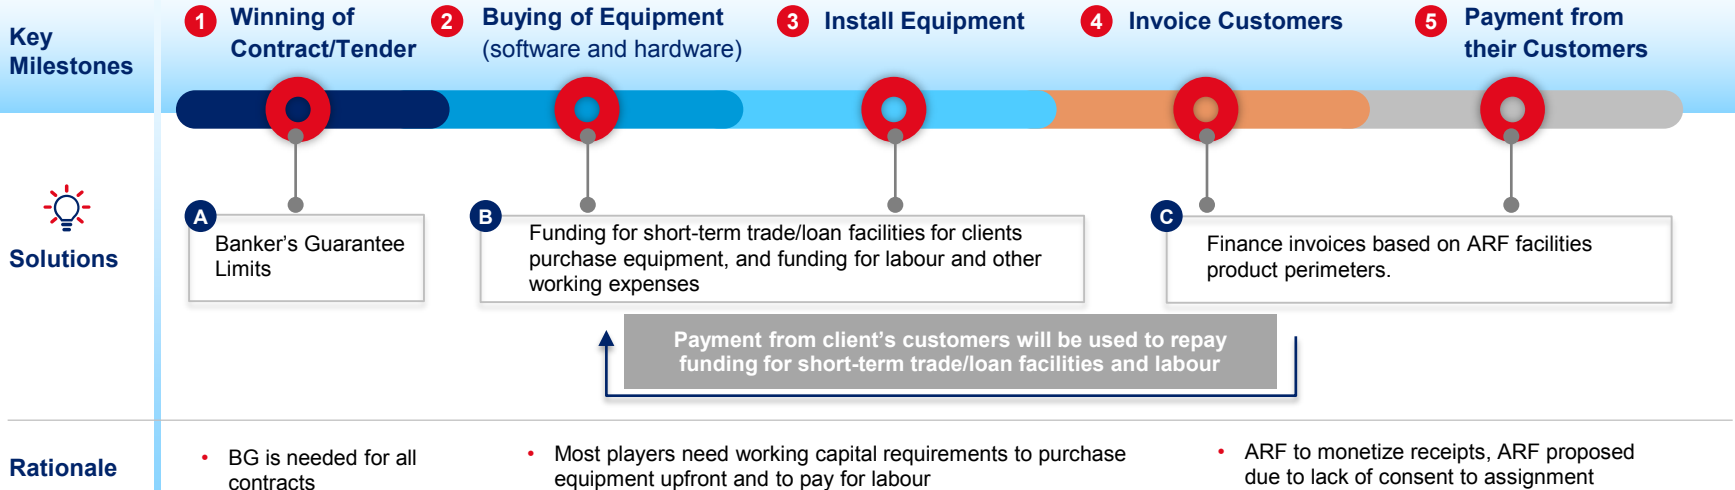 Key
Milestones
1 Winning of
Contract/Tender
2 Buying of Equipment
(software and hardware)
3 Install Equipment
4 Invoice Customers
5 Payment from
their Customers
Solutions
A
Banker's Guarantee
Limits
B
Funding for short-term trade/loan facilities for clients
purchase equipment, and funding for labour and other
working expenses
C
Finance invoices based on ARF facilities
product perimeters.
Payment from client's customers will be used to repay
funding for short-term trade/loan facilities and labour
Rationale
• BG is needed for all
contracts
• Most players need working capital requirements to purchase
equipment upfront and to pay for labour
• ARF to monetize receipts, ARF proposed
due to lack of consent to assignment